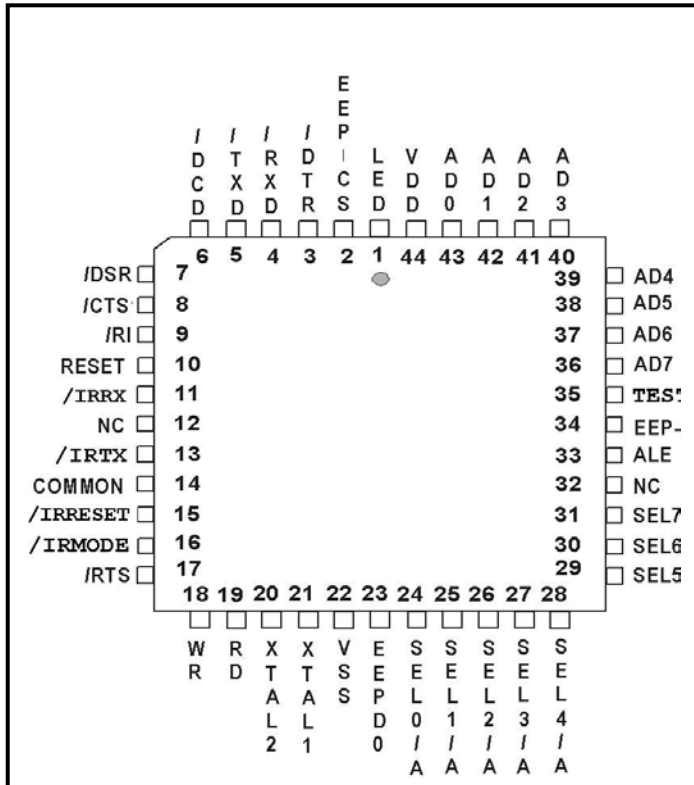 /DCD /TXD /RXD /DTR EEPICS LED VDD AD0 AD1 AD2 AD3
6 5 4 3 2 1 44 43 42 41 40
/DSR 7 39 AD4
/CTS 8 38 AD5
/RI 9 37 AD6
RESET 10 36 AD7
/IRRX 11 35 TEST
NC 12 34 EEP-
/IRTX 13 33 ALE
COMMON 14 32 NC
/IRRESET 15 31 SEL7
/IRMODE 16 30 SEL6
/RTS 17 29 SEL5
18 19 20 21 22 23 24 25 26 27 28
WR RD XTAL2 XTAL1 VSS EEPD0 SEL0/A SEL1/A SEL2/A SEL3/A SEL4/A